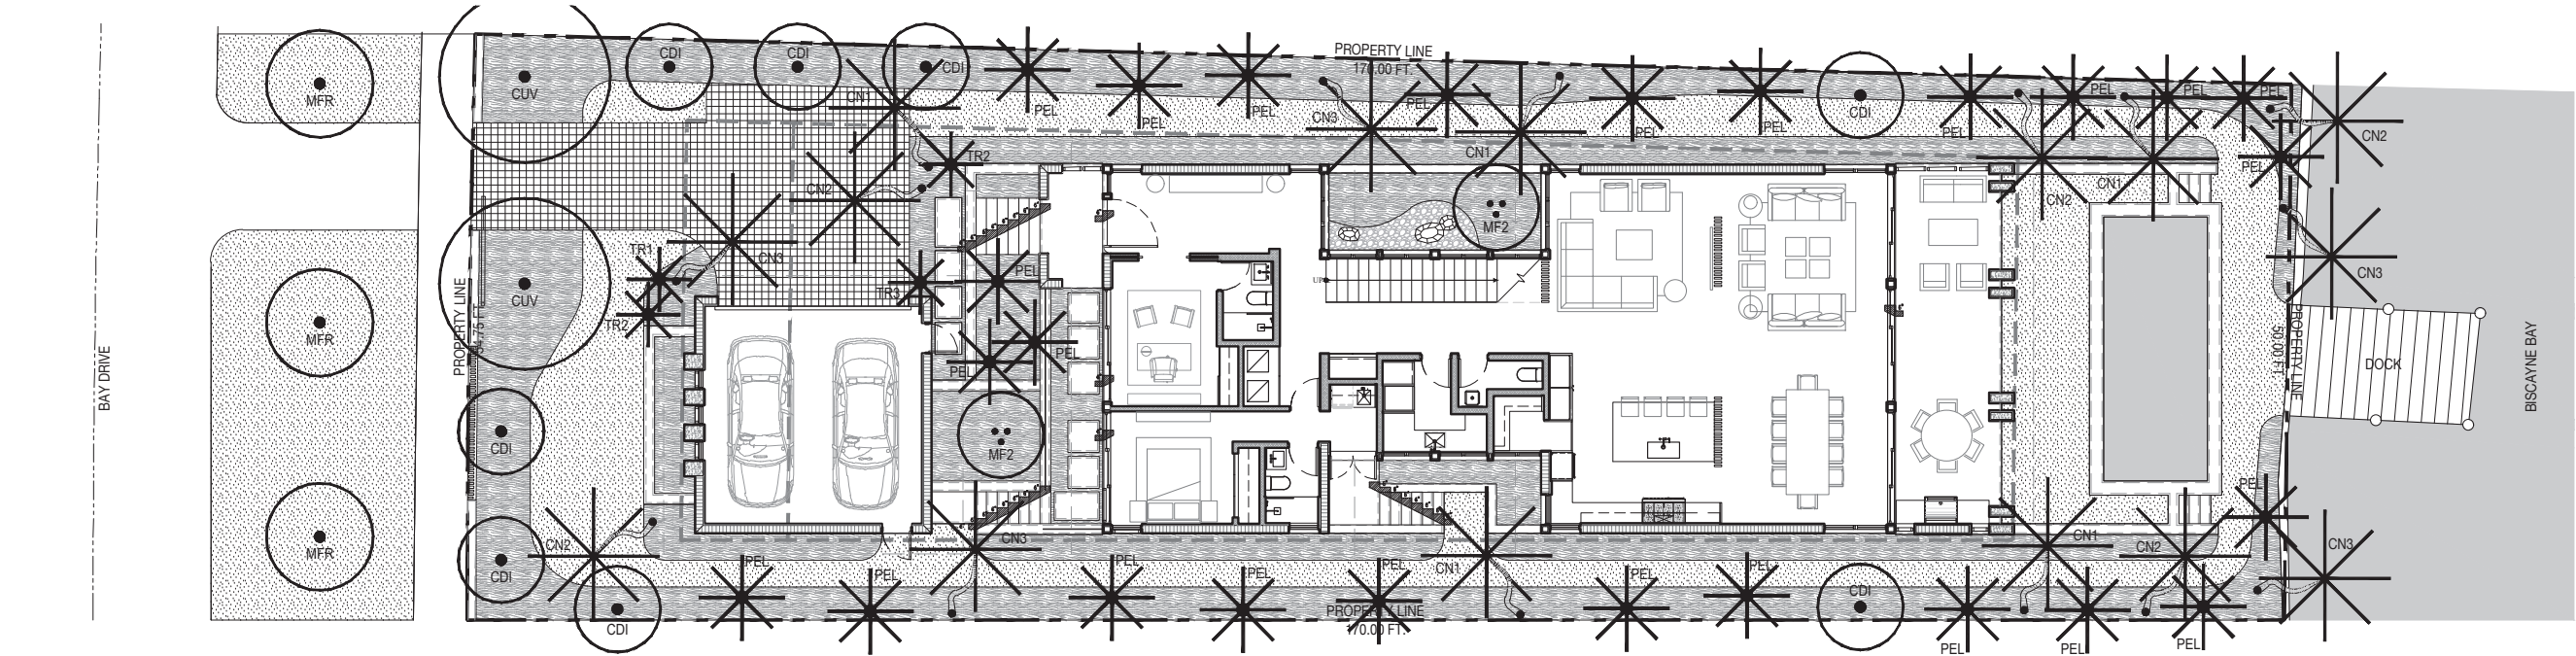 PROPERTY LINE
170.00 FT.
CDI
CDI
CDI
CUV
MFR
CN1
PEL
PEL
PEL
CN3
PEL
CN1
PEL
PEL
CDI
PEL
PEL
PEL
PEL
CN2
TR2
CN2
PEL
CN2
CN1
MF2
TR1
CN3
PEL
CN3
TR3
CUV
UP
TR2
MFR
PEL
PEL
DOCK
BAY DRIVE
PROPERTY LINE
PROPERTY LINE
50.00 FT.
BISCAYNE BAY
CDI
MF2
PEL
MFR
CN2
CN3
CN1
CN1
CN2
CN3
CDI
PEL
PEL
PEL
PEL
PEL
PEL
PEL
CDI
CDI
PROPERTY LINE
170.00 FT.
PEL
PEL
PEL